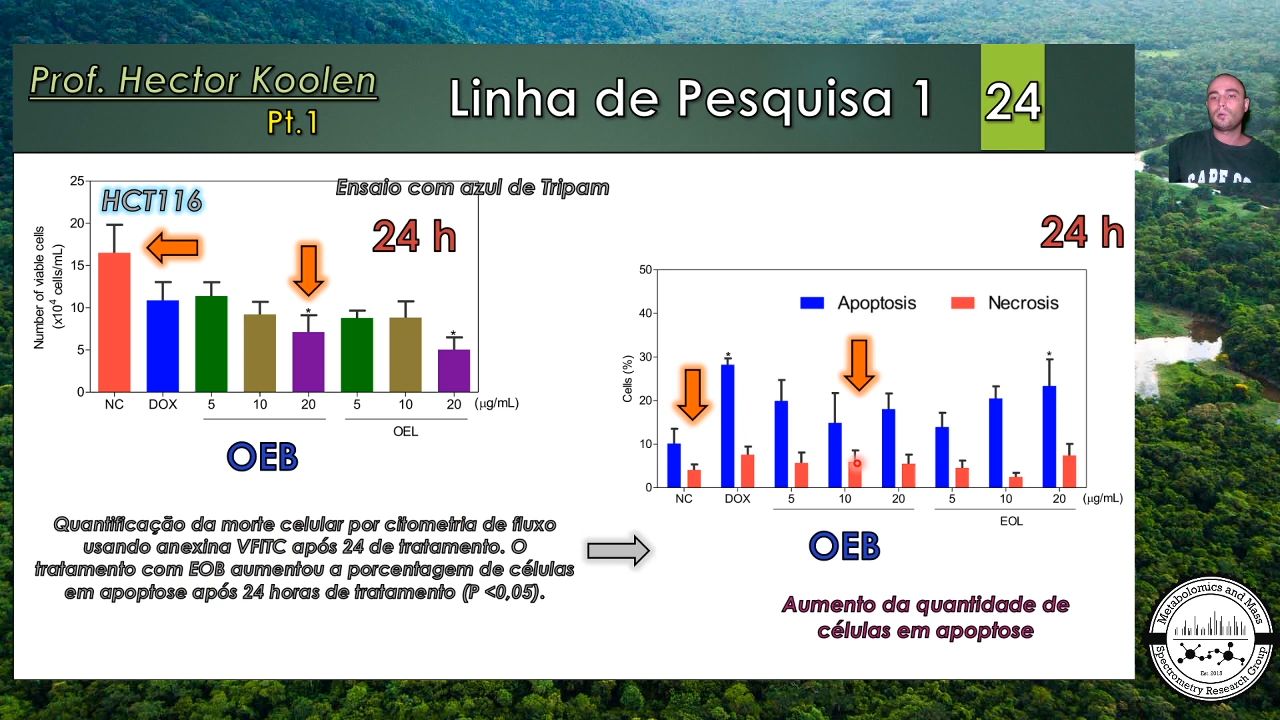 Prof. Hector Koolen
Pt.1
Linha de Pesquisa 1
24
HCT116
Ensaio com azul de Tripam
24 h
Number of viable cells
(x10⁴ cells/mL)
25
20
15
10
5
0
NC DOX 5 10 20 5 10 20 (µg/mL)
OEL
OEB
24 h
Cells (%)
50
40
30
20
10
0
Apoptosis Necrosis
* *
* *
NC DOX 5 10 20 5 10 20 (µg/mL)
EOL
OEB
Quantificação da morte celular por citometria de fluxo
usando anexina VFITC após 24 de tratamento. O
tratamento com EOB aumentou a porcentagem de células
em apoptose após 24 horas de tratamento (P <0,05).
Aumento da quantidade de
células em apoptose
CAPE CO
Metabolomics and Mass
Spectrometry Research Group
Est. 2015